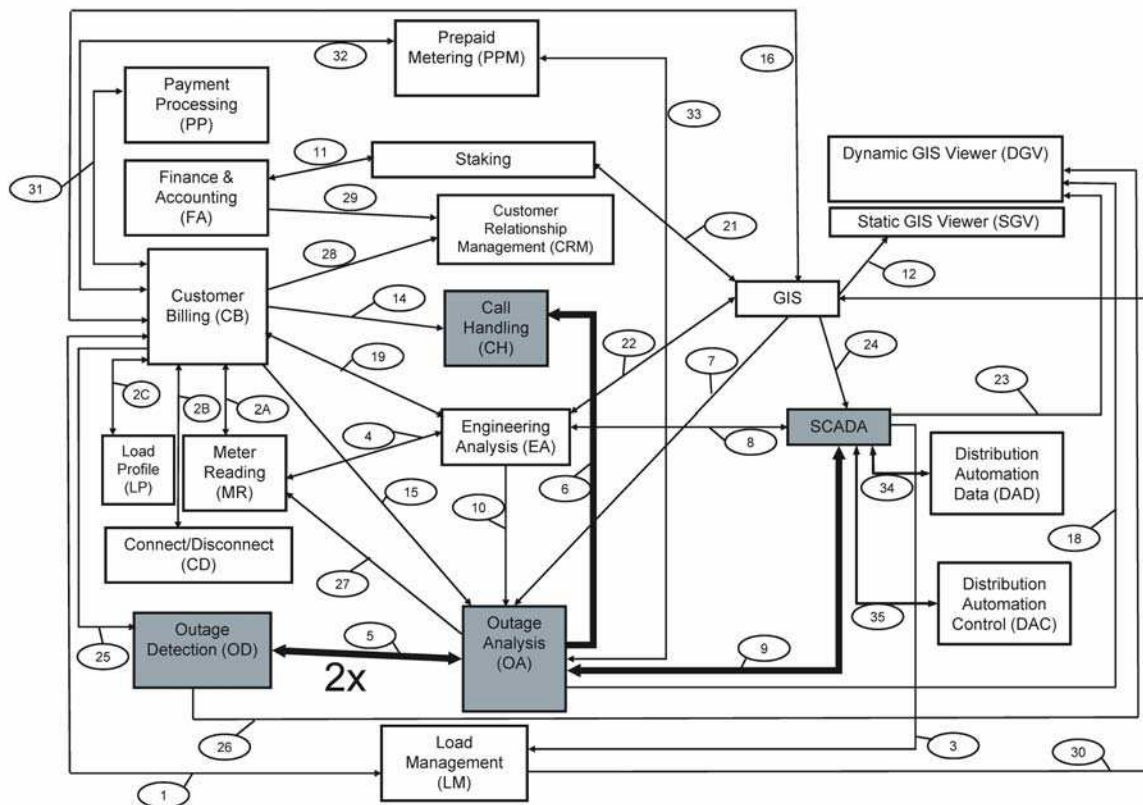 Prepaid
Metering (PPM)
32
16
Payment
Processing
(PP)
33
11
Staking
Dynamic GIS Viewer (DGV)
31
Finance &
Accounting
(FA)
29
Customer
Relationship
Management (CRM)
Static GIS Viewer (SGV)
21
28
12
Customer
Billing (CB)
GIS
14
Call
Handling
(CH)
22
7
24
19
23
2C
2B
2A
4
Engineering
Analysis (EA)
8
SCADA
Load
Profile
(LP)
Meter
Reading
(MR)
Distribution
Automation
Data (DAD)
34
15
10
6
Connect/Disconnect
(CD)
18
27
Distribution
Automation
Control (DAC)
35
Outage
Detection (OD)
5
Outage
Analysis
(OA)
25
9
2x
26
Load
Management
(LM)
3
30
1